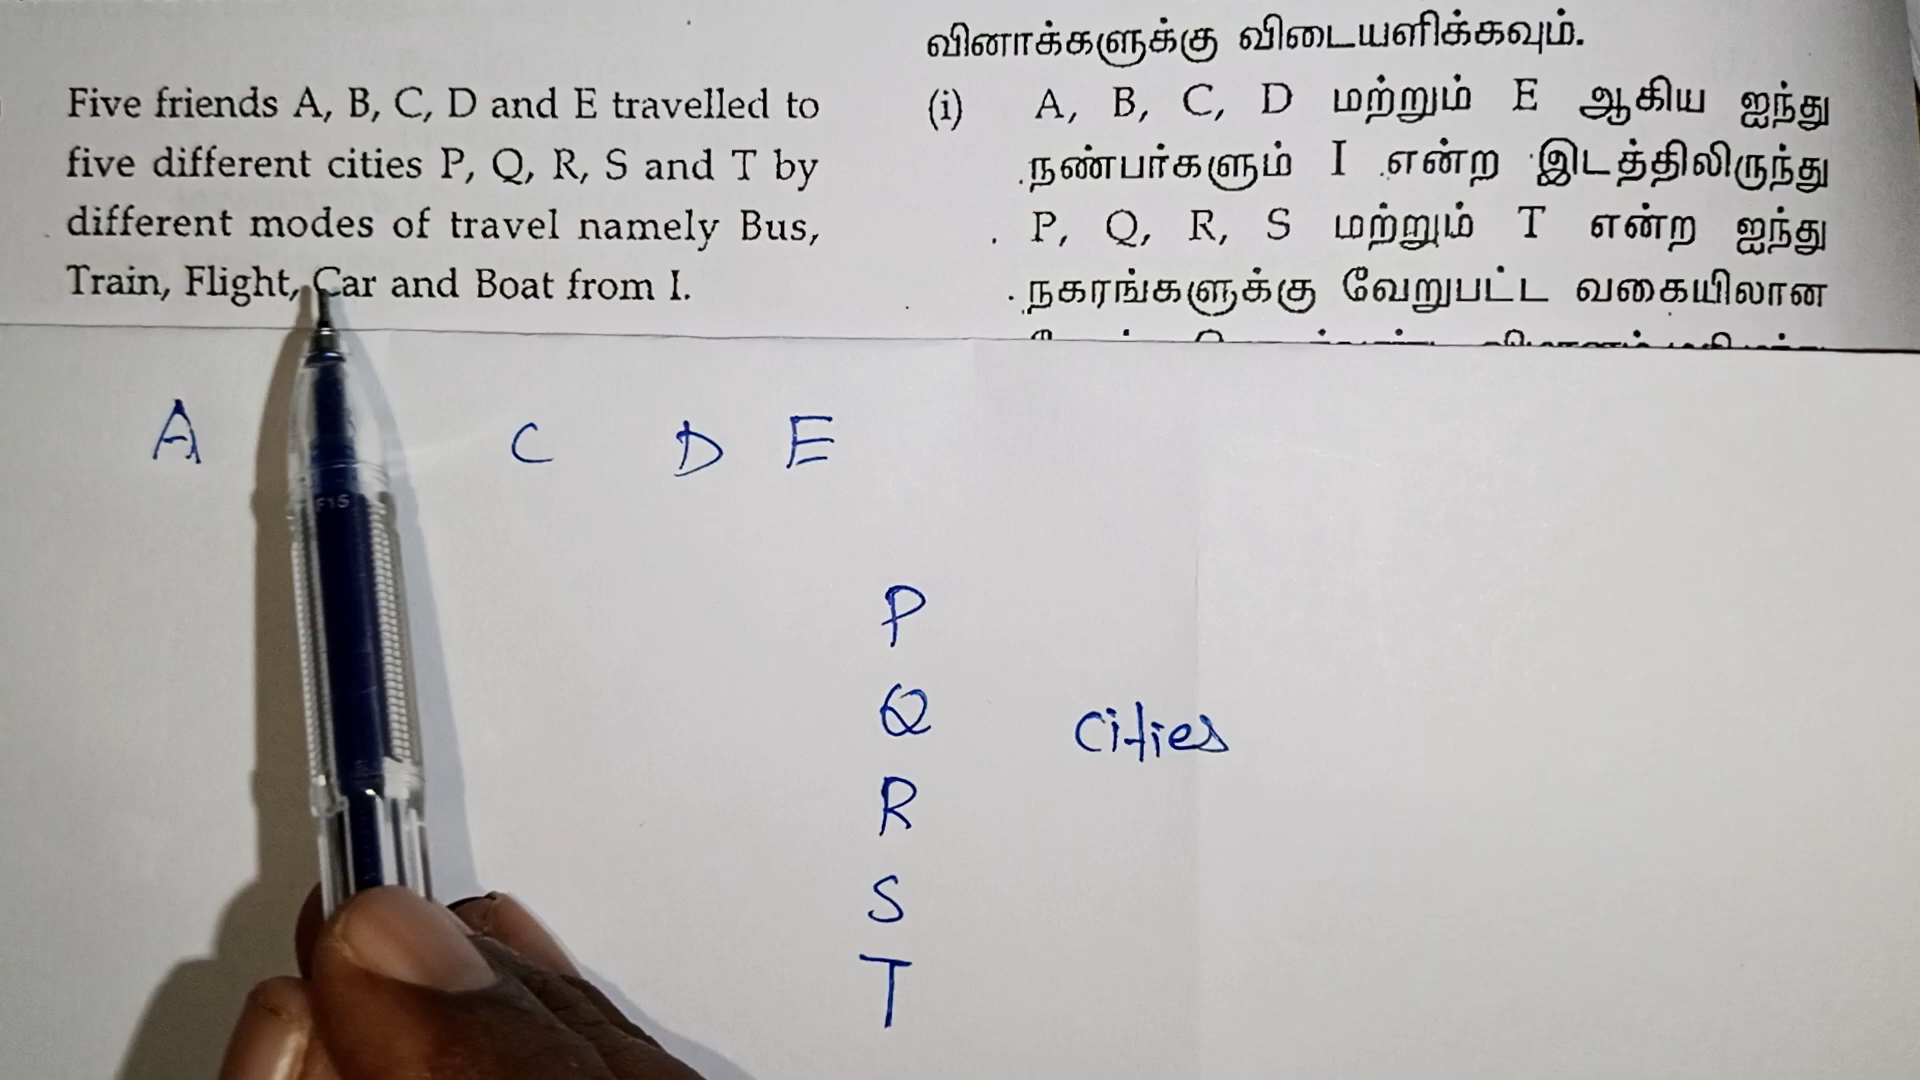 Five friends A, B, C, D and E travelled to
five different cities P, Q, R, S and T by
different modes of travel namely Bus,
Train, Flight, Car and Boat from I.
வினாக்களுக்கு விடையளிக்கவும்.
(i) A, B, C, D மற்றும் E ஆகிய ஐந்து
நண்பர்களும் I என்ற இடத்திலிருந்து
P, Q, R, S மற்றும் T என்ற ஐந்து
நகரங்களுக்கு வேறுபட்ட வகையிலான
A C D E
P
Q
R
S
T
Cities
F15